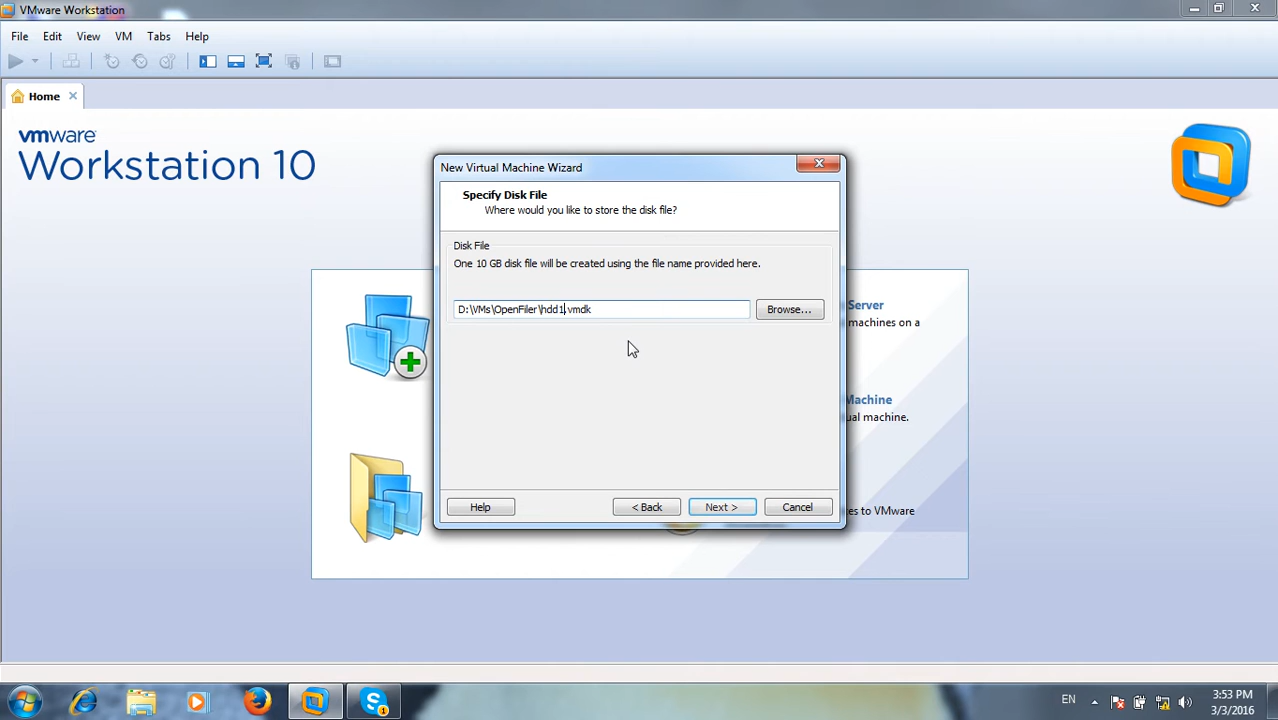 VMware Workstation
File Edit View VM Tabs Help
Home
vmware
Workstation 10
New Virtual Machine Wizard
Specify Disk File
Where would you like to store the disk file?
Disk File
One 10 GB disk file will be created using the file name provided here.
D:\VMs\OpenFiler\hdd1.vmdk
Browse...
Server
machines on a
Machine
ual machine.
es to VMware
Help
< Back
Next >
Cancel
EN
3:53 PM
3/3/2016